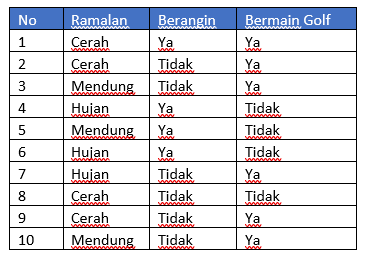 No Ramalan Berangin Bermain Golf
1 Cerah Ya Ya
2 Cerah Tidak Ya
3 Mendung Tidak Ya
4 Hujan Ya Tidak
5 Mendung Ya Tidak
6 Hujan Ya Tidak
7 Hujan Tidak Ya
8 Cerah Tidak Tidak
9 Cerah Tidak Ya
10 Mendung Tidak Ya